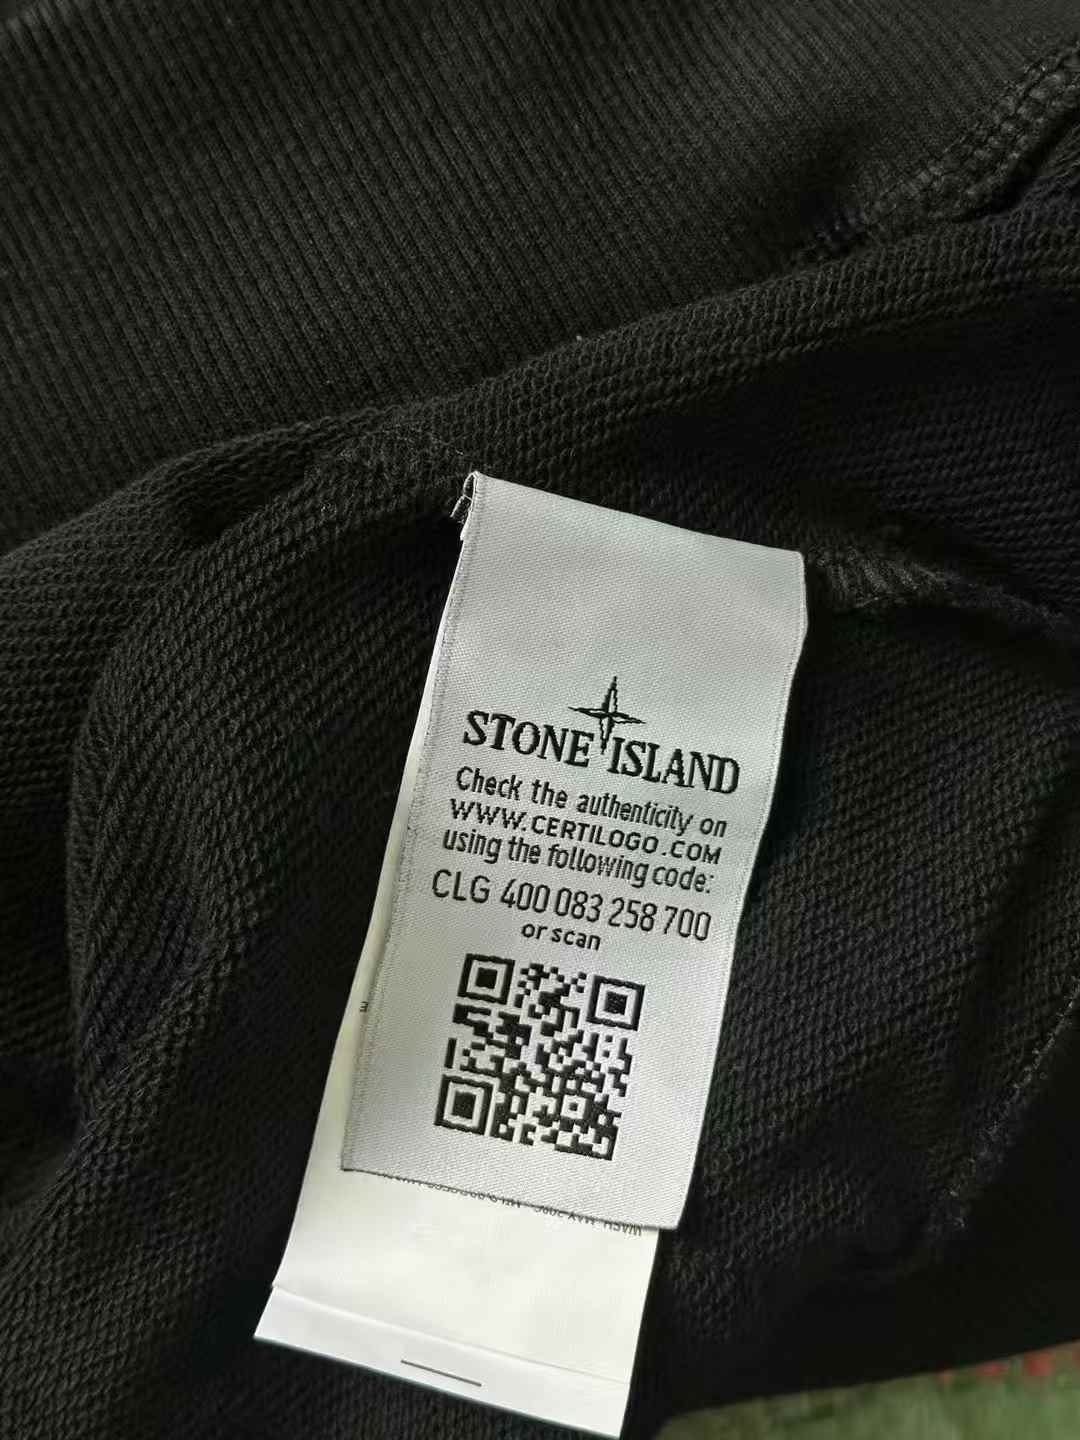 STONE ISLAND
Check the authenticity on
WWW.CERTILOGO.COM
using the following code:
CLG 400 083 258 700
or scan